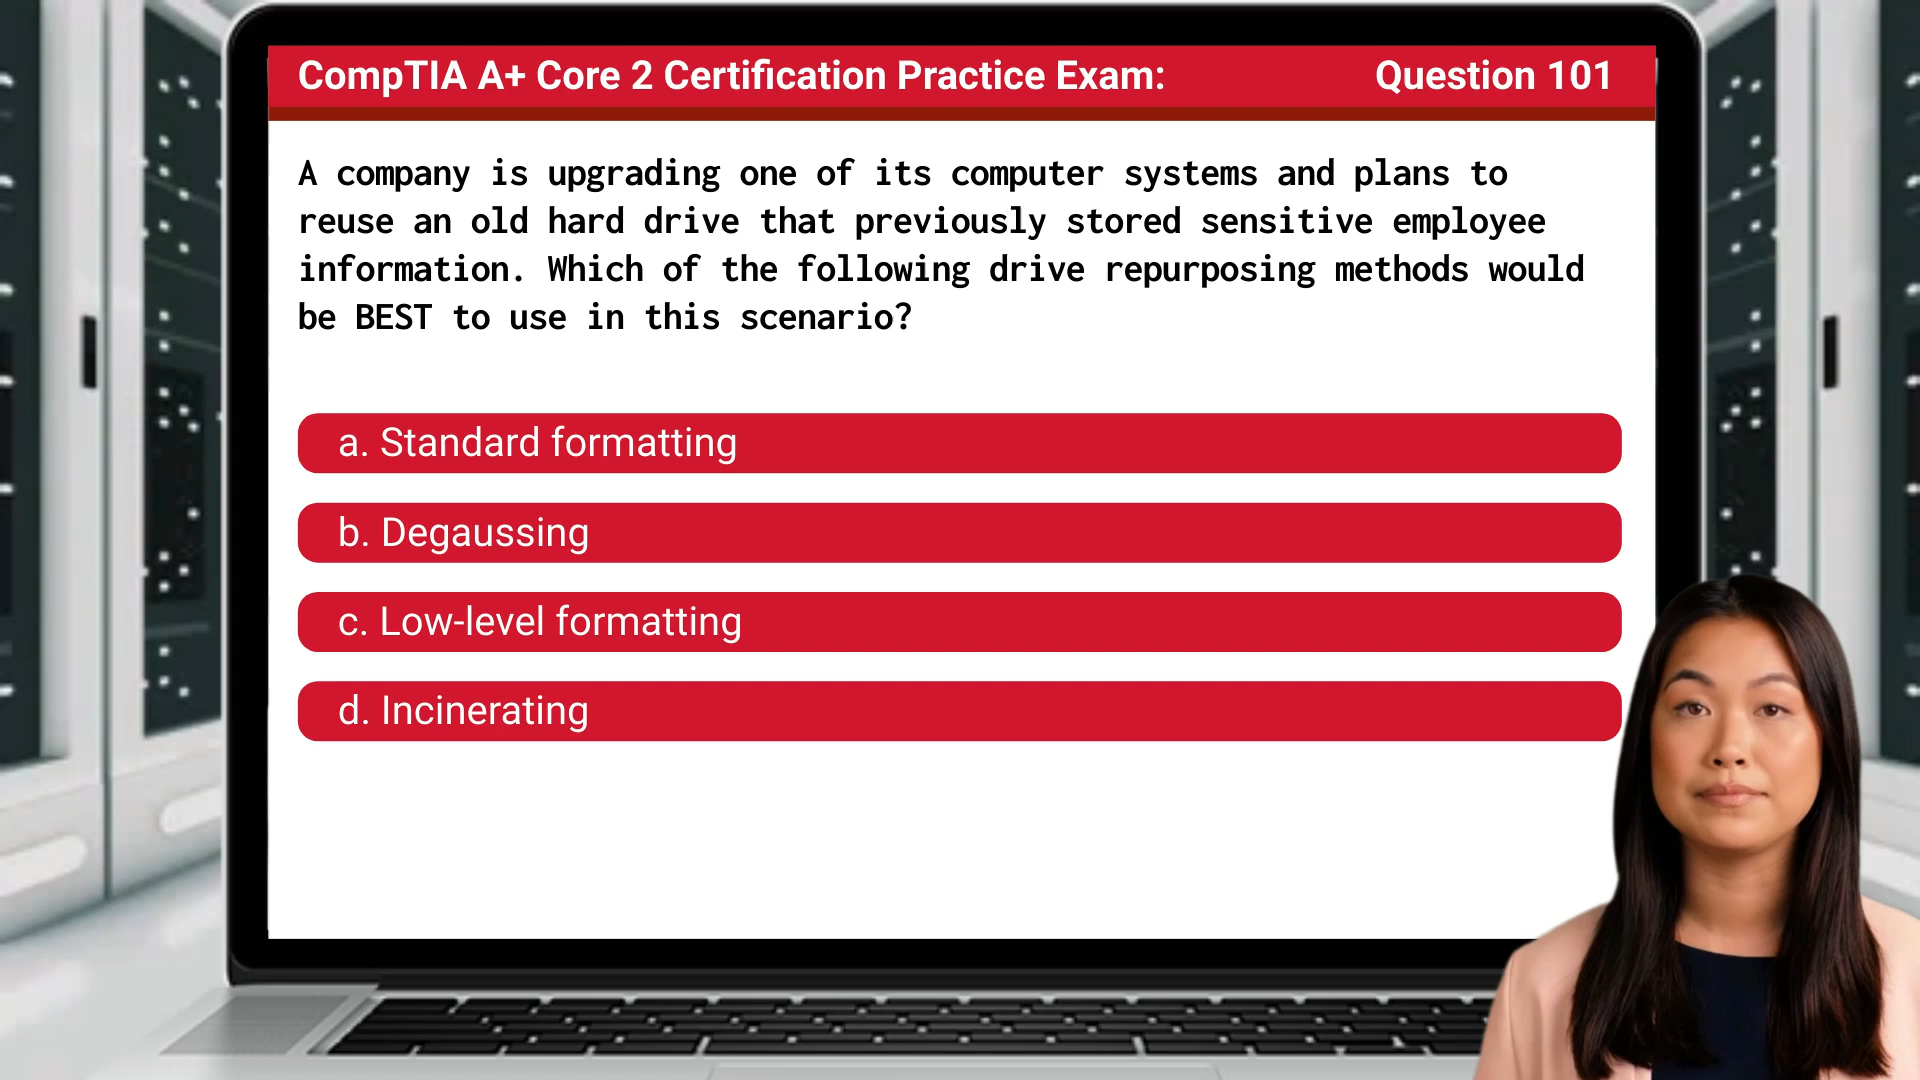 CompTIA A+ Core 2 Certification Practice Exam: Question 101
A company is upgrading one of its computer systems and plans to
reuse an old hard drive that previously stored sensitive employee
information. Which of the following drive repurposing methods would
be BEST to use in this scenario?
a. Standard formatting
b. Degaussing
c. Low-level formatting
d. Incinerating